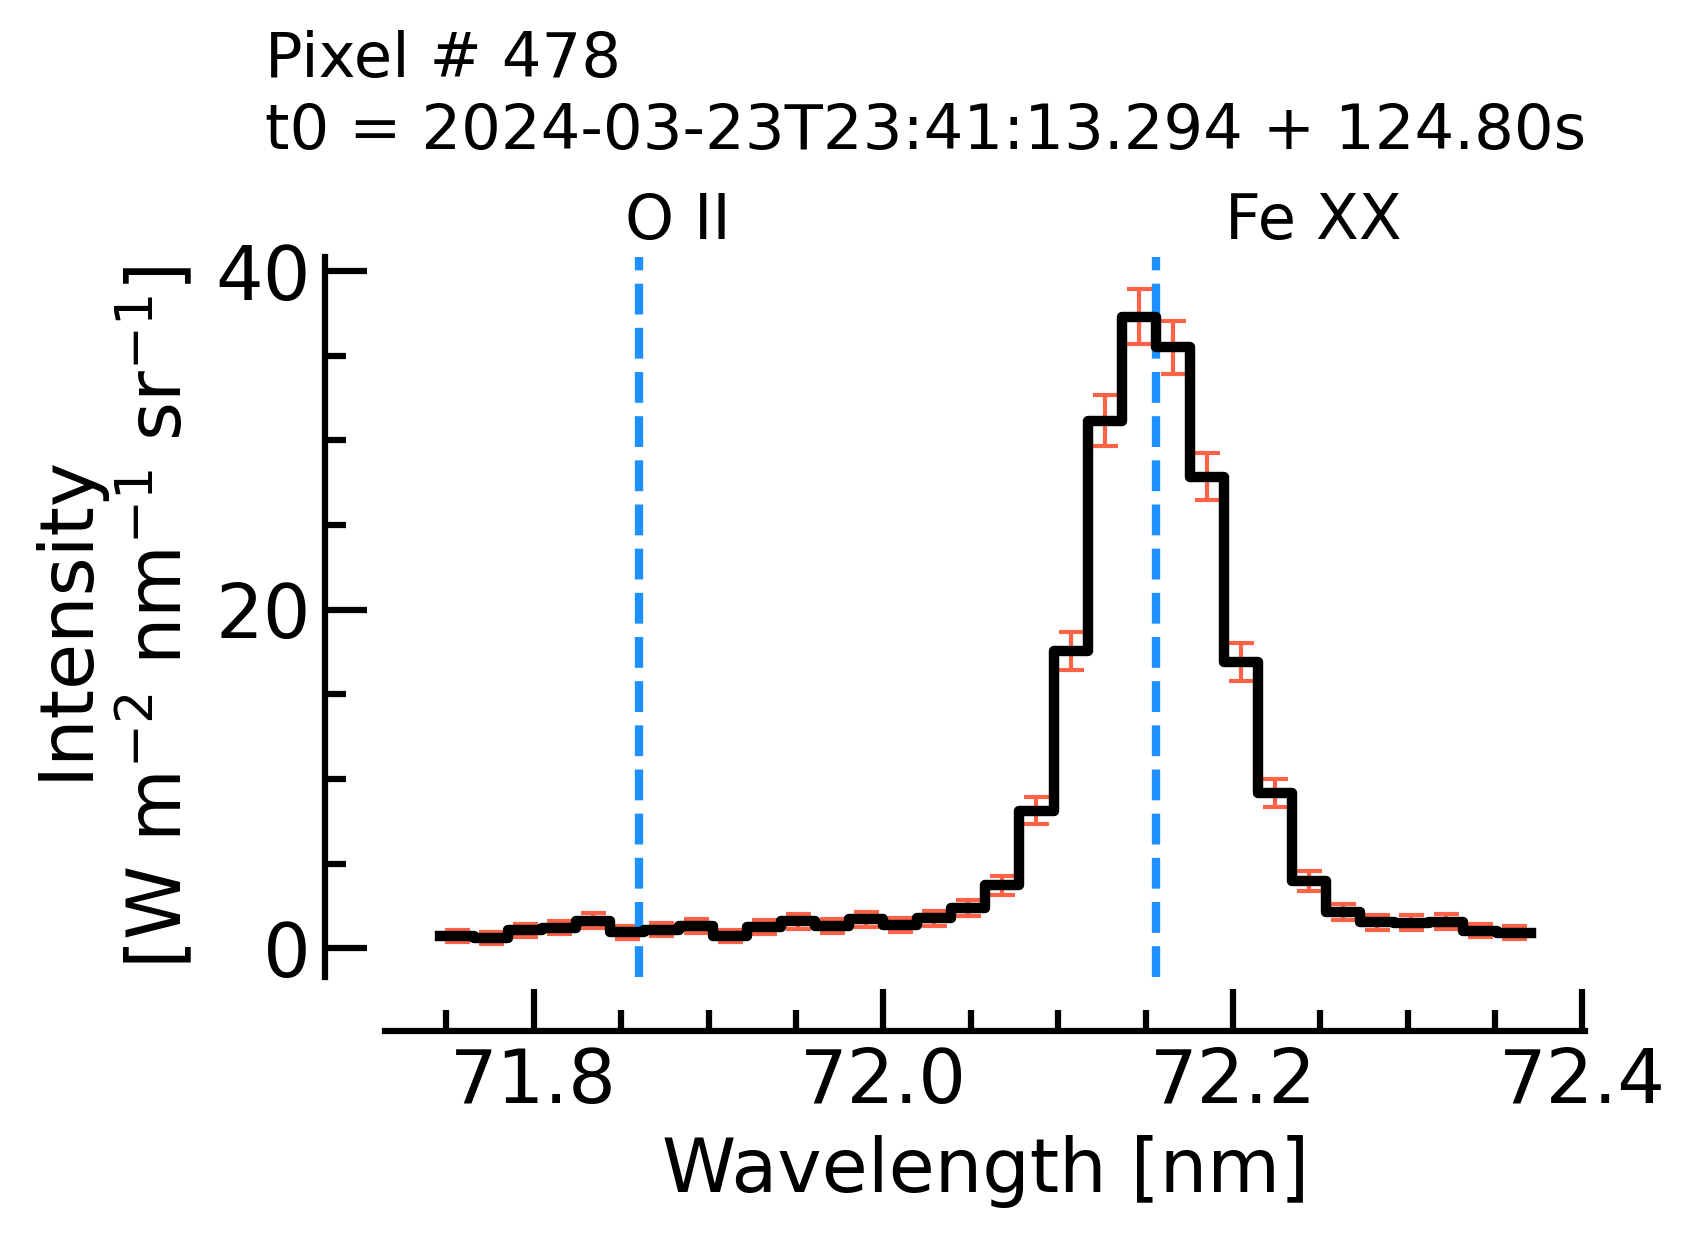 Pixel # 478
t0 = 2024-03-23T23:41:13.294 + 124.80s
O II
Fe XX
Intensity
[W m⁻² nm⁻¹ sr⁻¹]
40
20
0
71.8
72.0
72.2
72.4
Wavelength [nm]